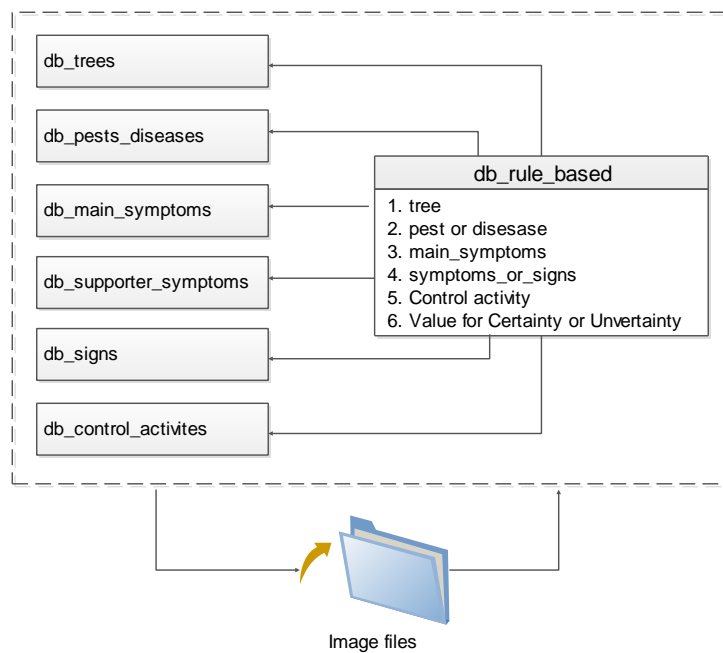 db_trees
db_pests_diseases
db_main_symptoms
db_supporter_symptoms
db_signs
db_control_activites
db_rule_based
1. tree
2. pest or disesase
3. main_symptoms
4. symptoms_or_signs
5. Control activity
6. Value for Certainty or Unvertainty
Image files